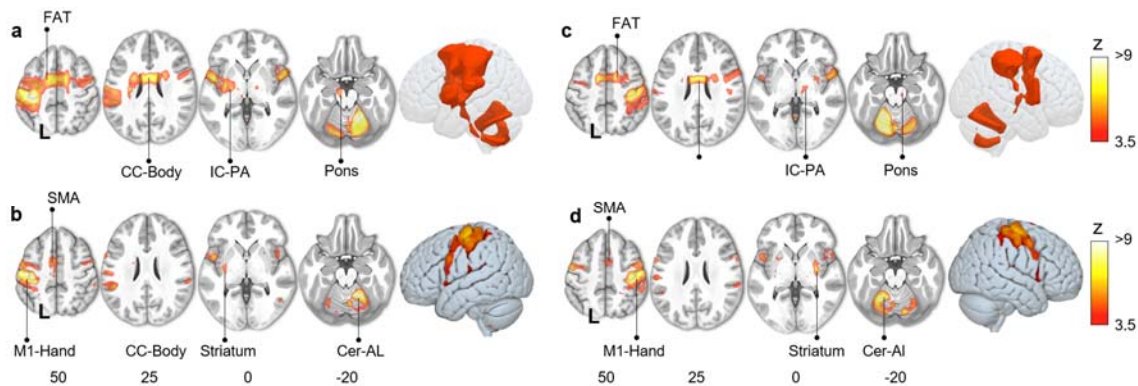 FAT
a
L
CC-Body
IC-PA
Pons
SMA
b
L
M1-Hand
CC-Body
Striatum
Cer-AL
50
25
0
-20
FAT
c
L
IC-PA
Pons
Z
>9
3.5
SMA
d
L
M1-Hand
Striatum
Cer-Al
50
25
0
-20
Z
>9
3.5